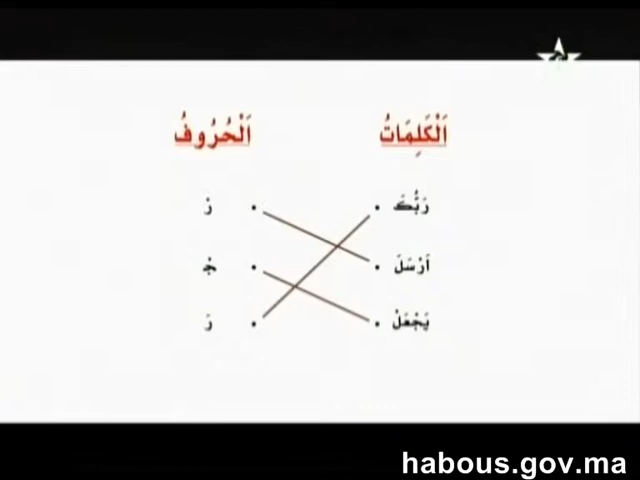 اَلْكَلِمَاتُ اَلْحُرُوفُ
رَبُّكَ رْ
أَرْسَلَ جْ
يَجْعَلْ رَ
habous.gov.ma